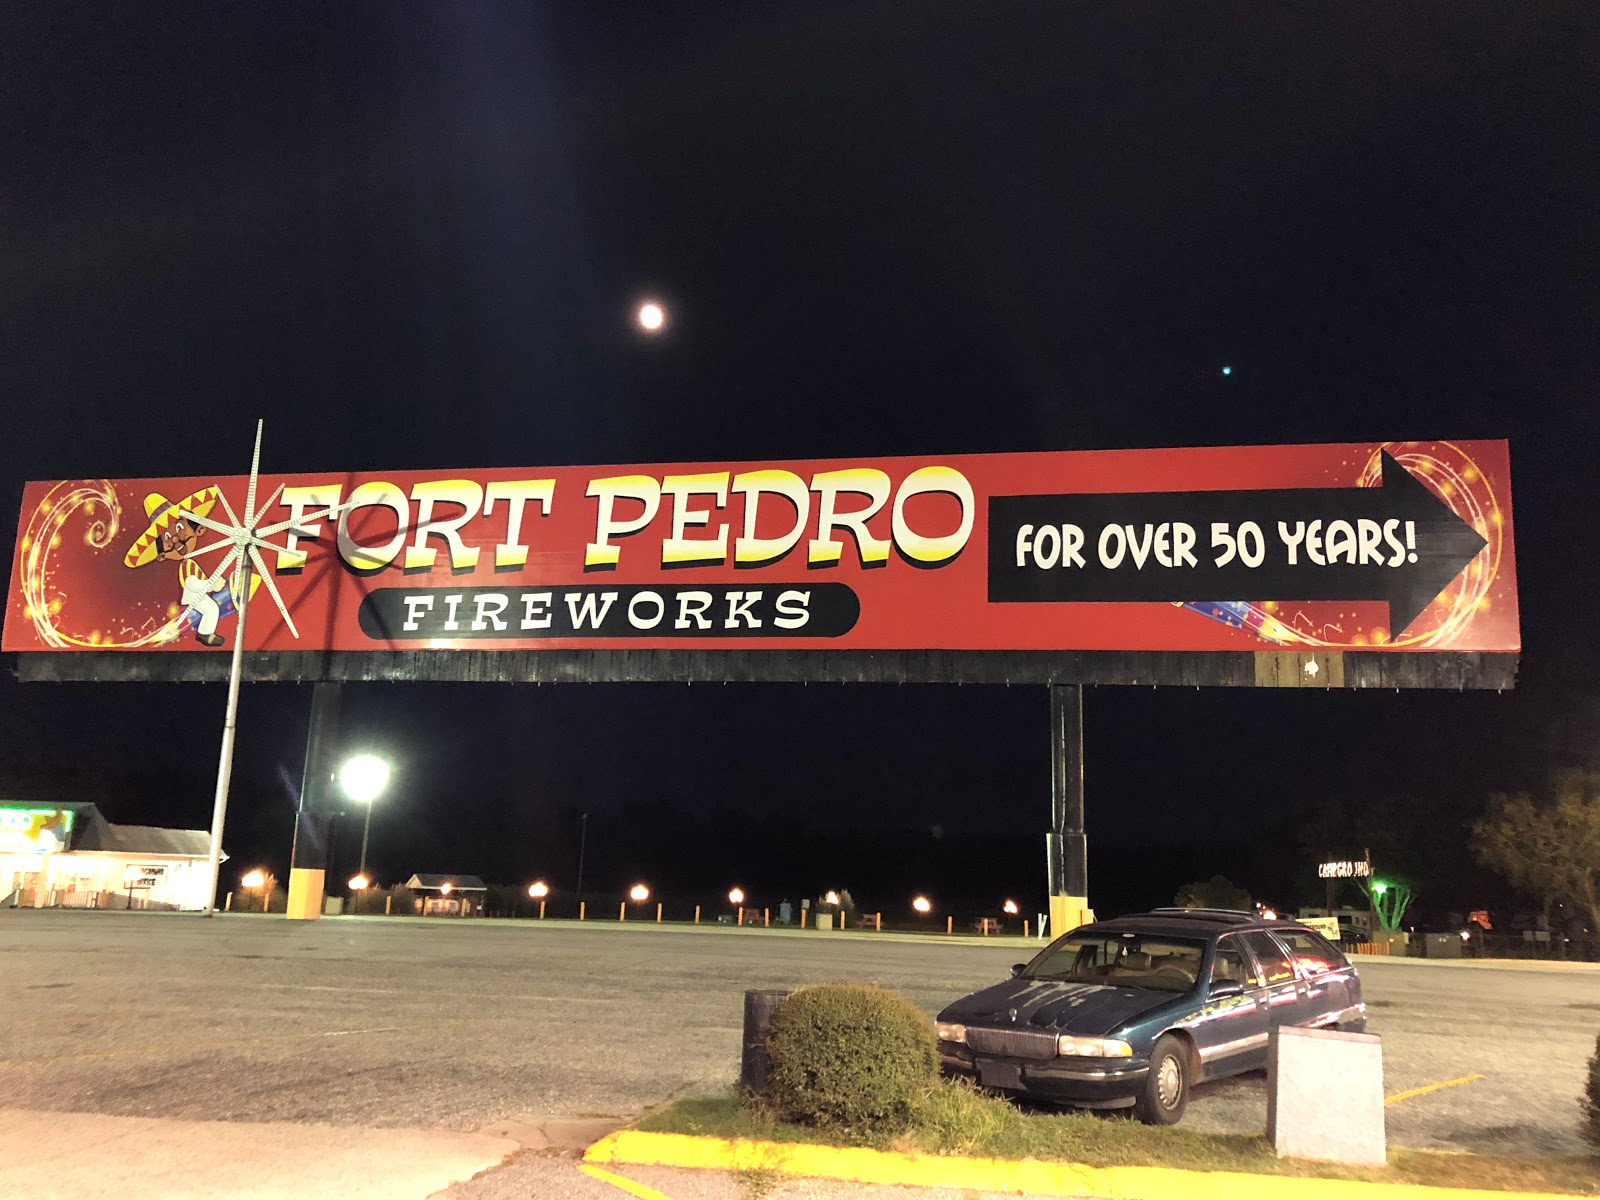 FORT PEDRO
FIREWORKS
FOR OVER 50 YEARS!